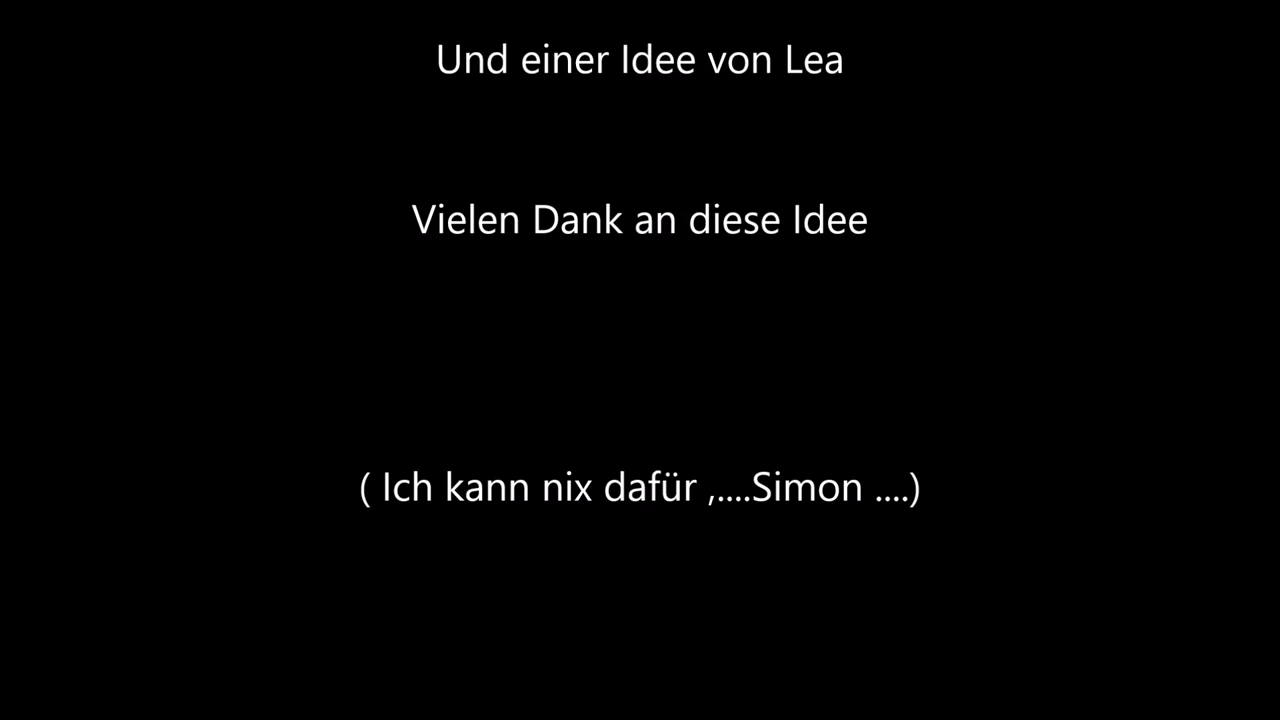 Und einer Idee von Lea
Vielen Dank an diese Idee
( Ich kann nix dafür ,....Simon ....)